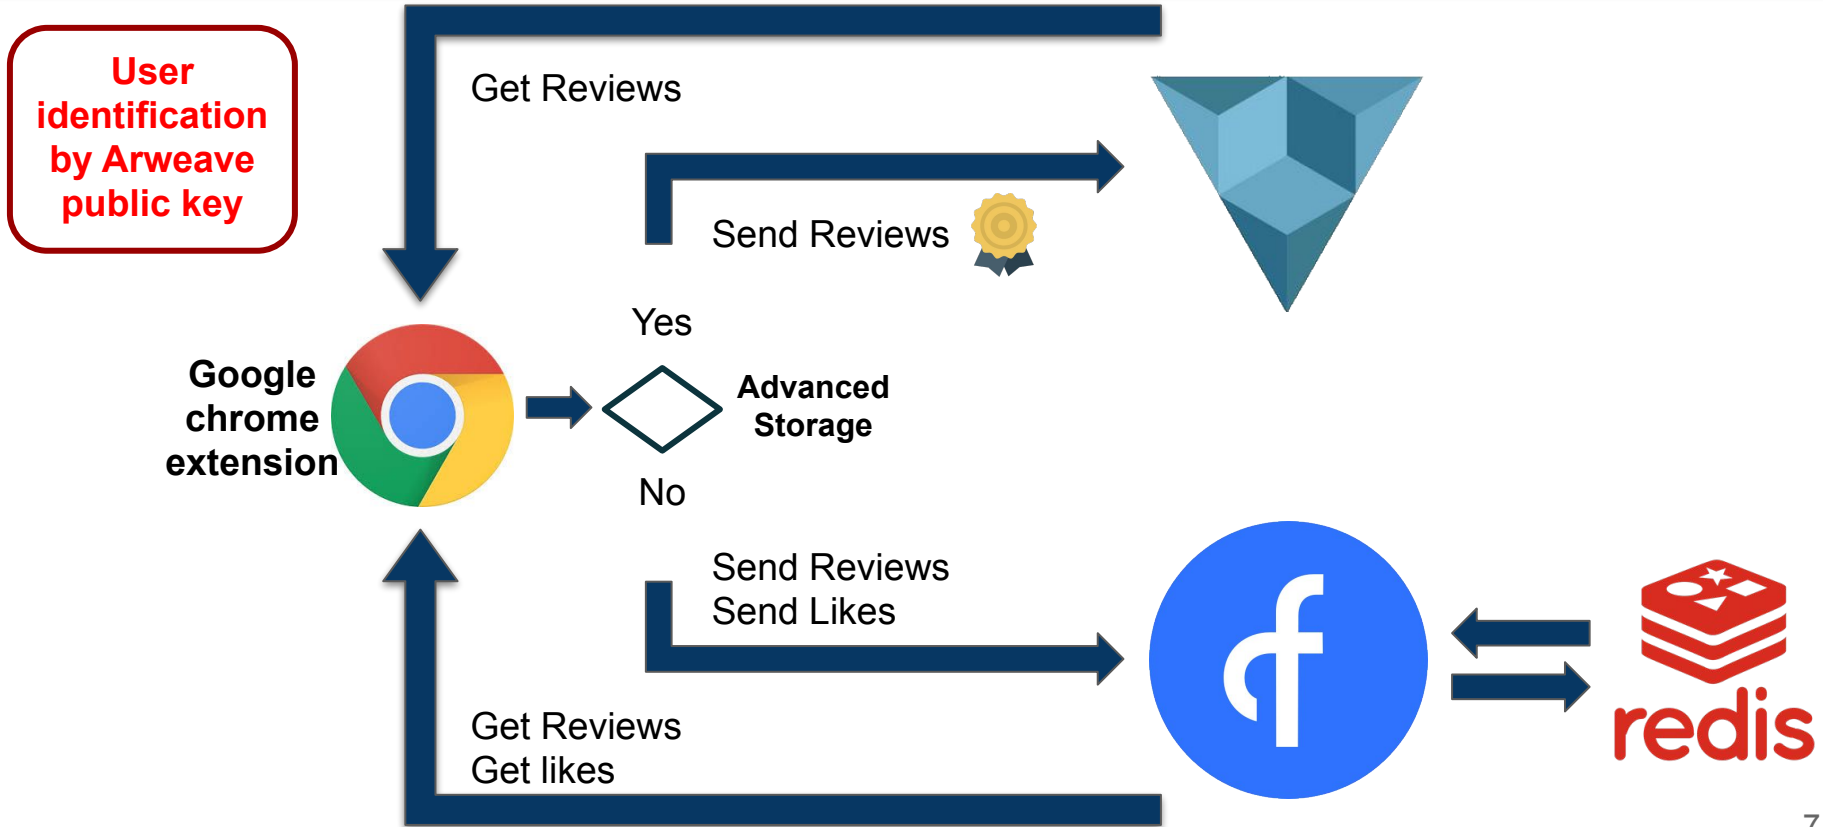 User
identification
by Arweave
public key
Get Reviews
Send Reviews
Yes
Google
chrome
extension
Advanced
Storage
No
Send Reviews
Send Likes
Get Reviews
Get likes
redis
7